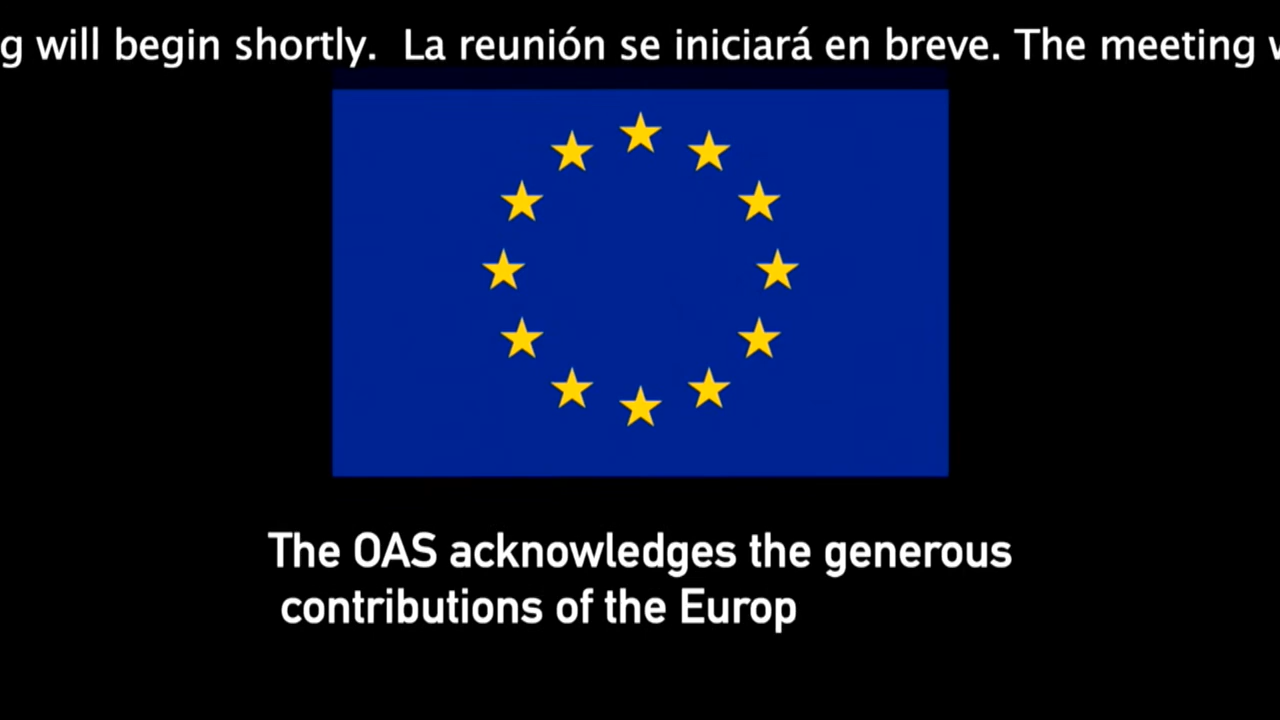 g will begin shortly.  La reunión se iniciará en breve. The meeting
The OAS acknowledges the generous
contributions of the Europ